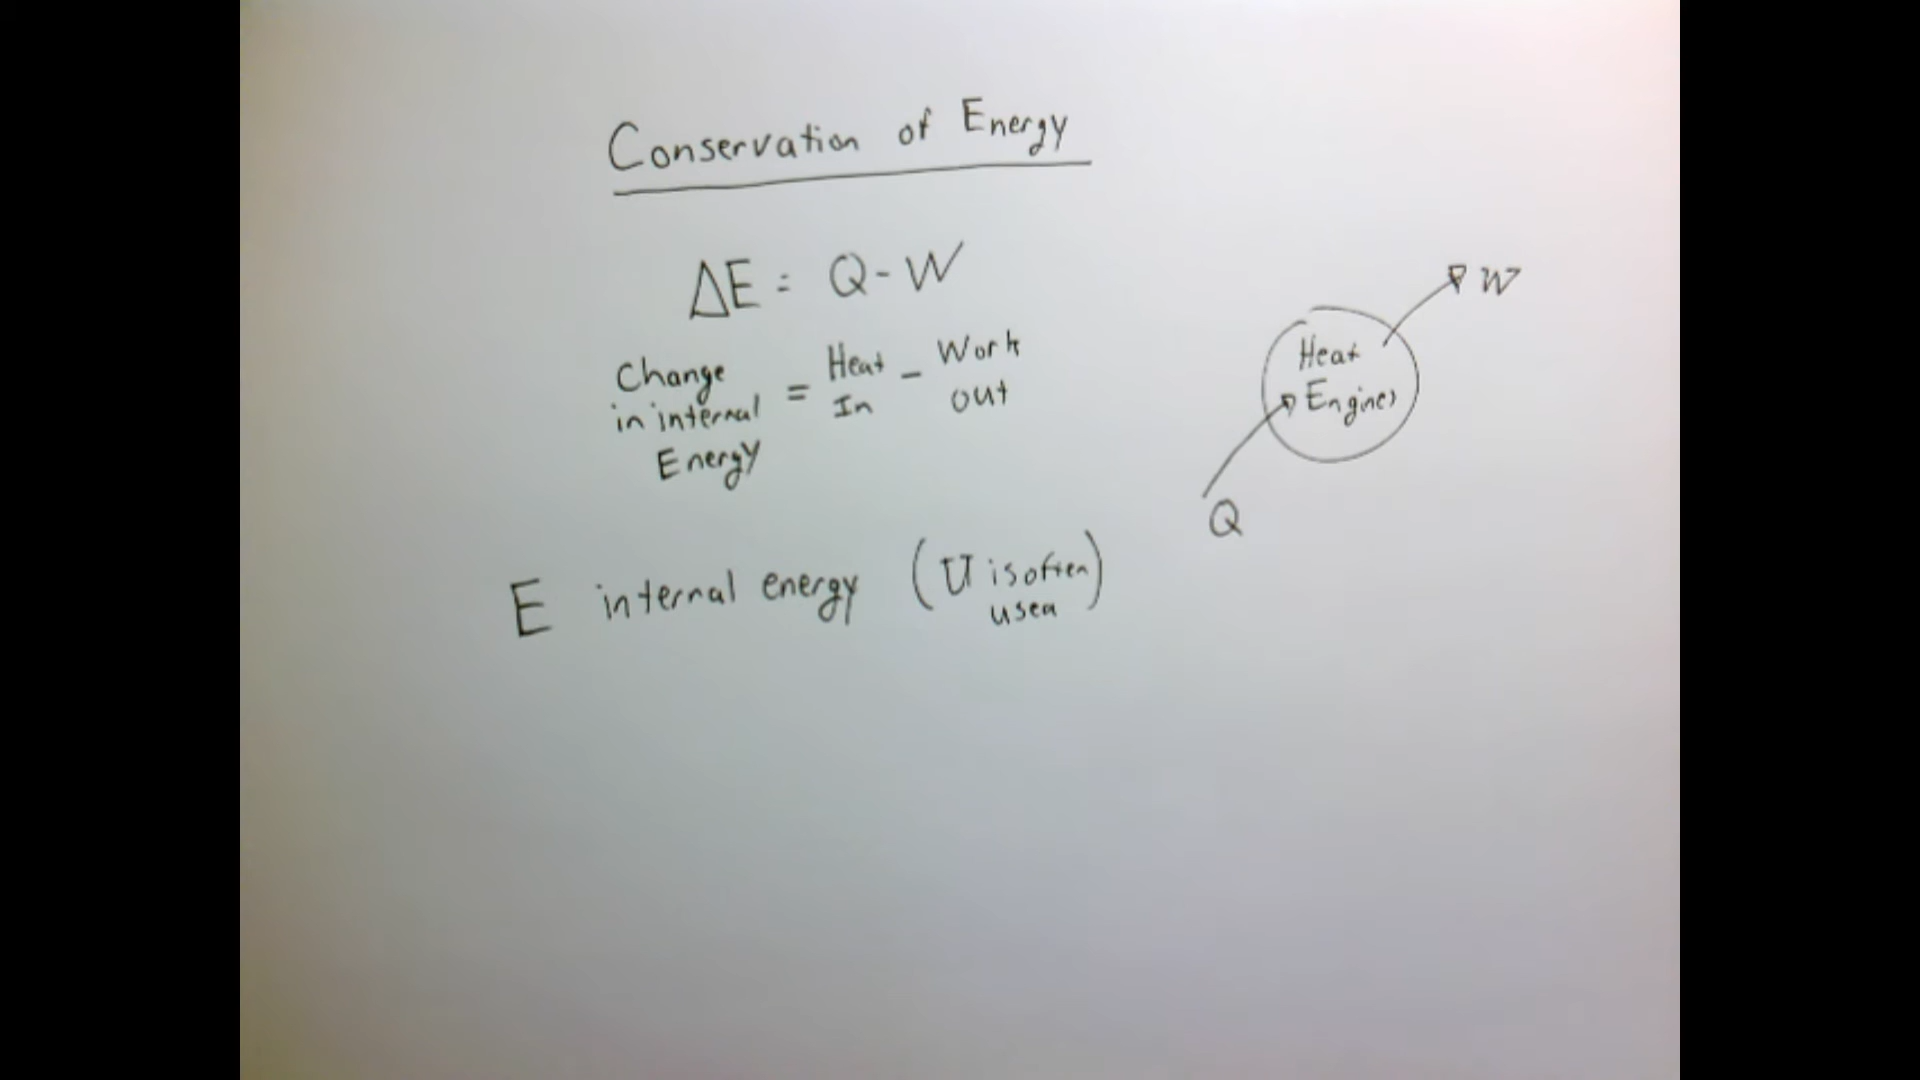 Conservation of Energy
ΔE = Q - W
Change in internal Energy = Heat In - Work out
E internal energy (U is often used)
W
Heat
Engines
Q